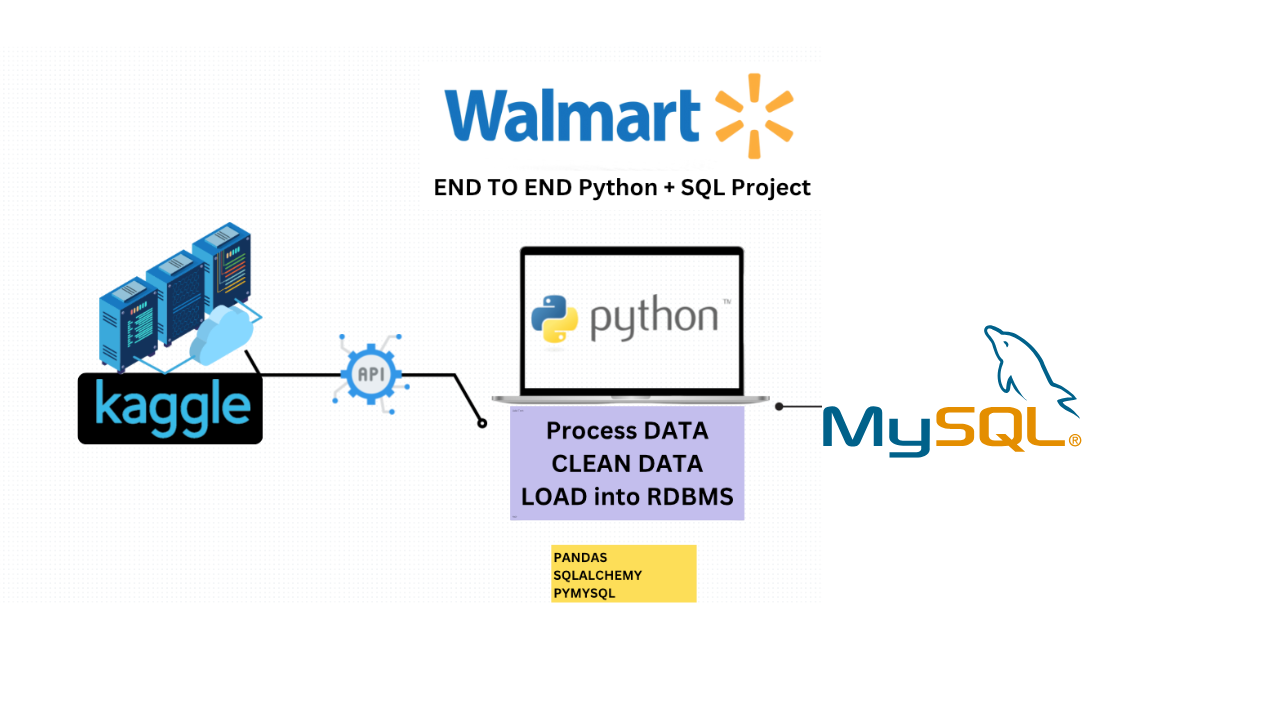 Walmart
END TO END Python + SQL Project
kaggle
API
python™
MySQL®
Process DATA
CLEAN DATA
LOAD into RDBMS
PANDAS
SQLALCHEMY
PYMYSQL